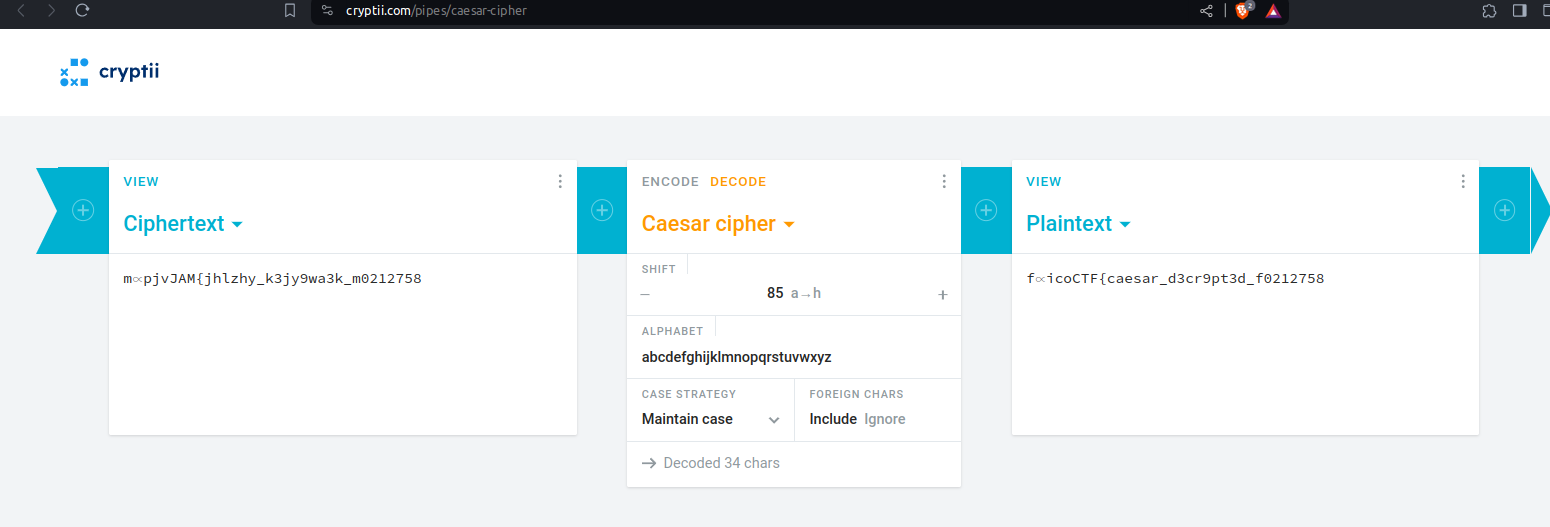 cryptii.com/pipes/caesar-cipher
2
cryptii
VIEW
Ciphertext
m∝pjvJAM{jhlzhy_k3jy9wa3k_m0212758
ENCODE DECODE
Caesar cipher
SHIFT
− 85 a→h +
ALPHABET
abcdefghijklmnopqrstuvwxyz
CASE STRATEGY
Maintain case
FOREIGN CHARS
Include Ignore
→ Decoded 34 chars
VIEW
Plaintext
f∝icoCTF{caesar_d3cr9pt3d_f0212758